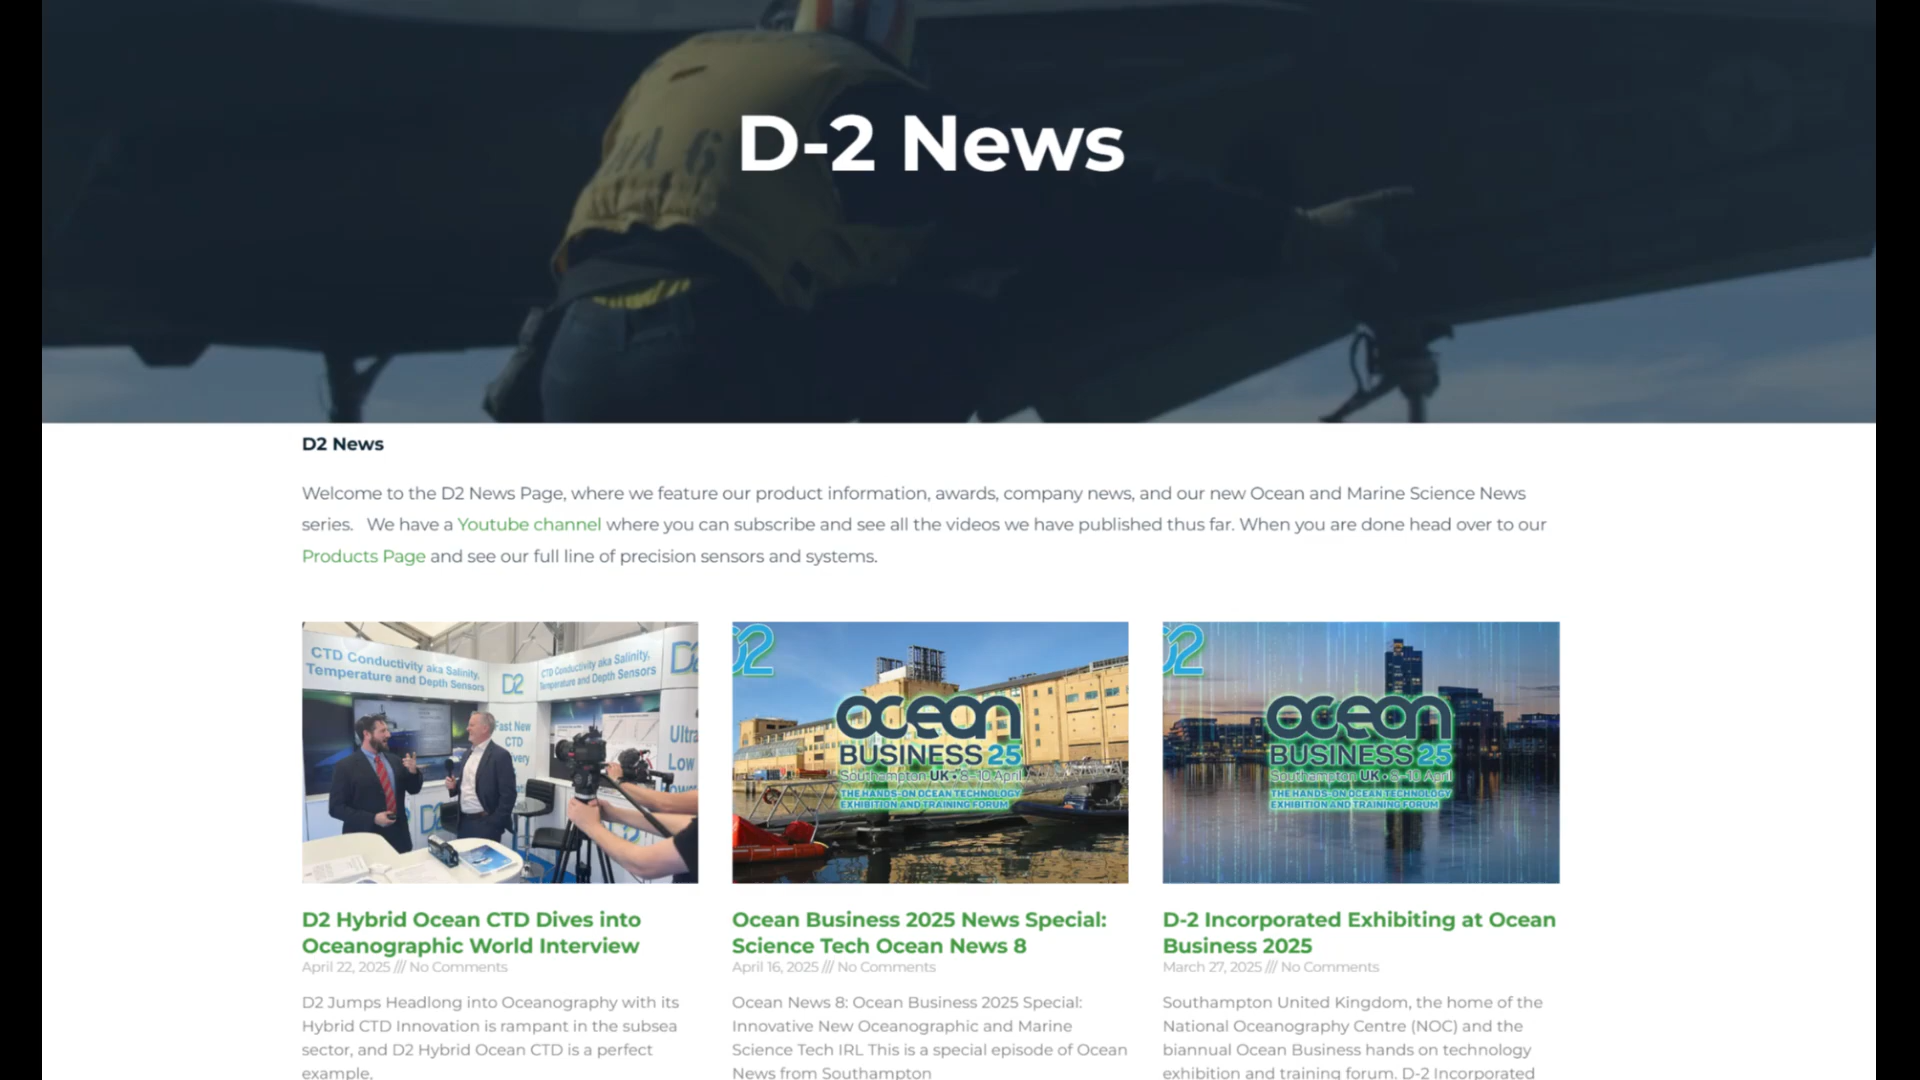 D-2 News
D2 News
Welcome to the D2 News Page, where we feature our product information, awards, company news, and our new Ocean and Marine Science News
series. We have a Youtube channel where you can subscribe and see all the videos we have published thus far. When you are done head over to our
Products Page and see our full line of precision sensors and systems.
CTD Conductivity aka Salinity,
Temperature and Depth Sensors
D2
CTD Conductivity aka Salinity,
Temperature and Depth Sensors
D2
Fast New
CTD
Ultra
Low
D2
ocean
BUSINESS 25
Southampton UK • 8-10 April
THE HANDS-ON OCEAN TECHNOLOGY
EXHIBITION AND TRAINING FORUM
D2
ocean
BUSINESS 25
Southampton UK • 8-10 April
THE HANDS-ON OCEAN TECHNOLOGY
EXHIBITION AND TRAINING FORUM
D2 Hybrid Ocean CTD Dives into
Oceanographic World Interview
April 22, 2025 /// No Comments
D2 Jumps Headlong into Oceanography with its
Hybrid CTD Innovation is rampant in the subsea
sector, and D2 Hybrid Ocean CTD is a perfect
example,
Ocean Business 2025 News Special:
Science Tech Ocean News 8
April 16, 2025 /// No Comments
Ocean News 8: Ocean Business 2025 Special:
Innovative New Oceanographic and Marine
Science Tech IRL This is a special episode of Ocean
News from Southampton
D-2 Incorporated Exhibiting at Ocean
Business 2025
March 27, 2025 /// No Comments
Southampton United Kingdom, the home of the
National Oceanography Centre (NOC) and the
biannual Ocean Business hands on technology
exhibition and training forum. D-2 Incorporated